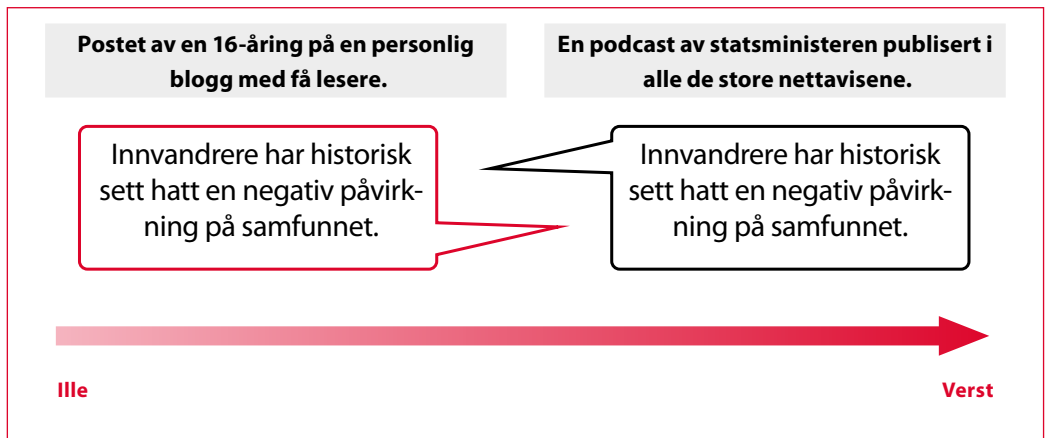 Postet av en 16-åring på en personlig
blogg med få lesere.
En podcast av statsministeren publisert i
alle de store nettavisene.
Innvandrere har historisk
sett hatt en negativ påvirk-
ning på samfunnet.
Innvandrere har historisk
sett hatt en negativ påvirk-
ning på samfunnet.
Ille
Verst